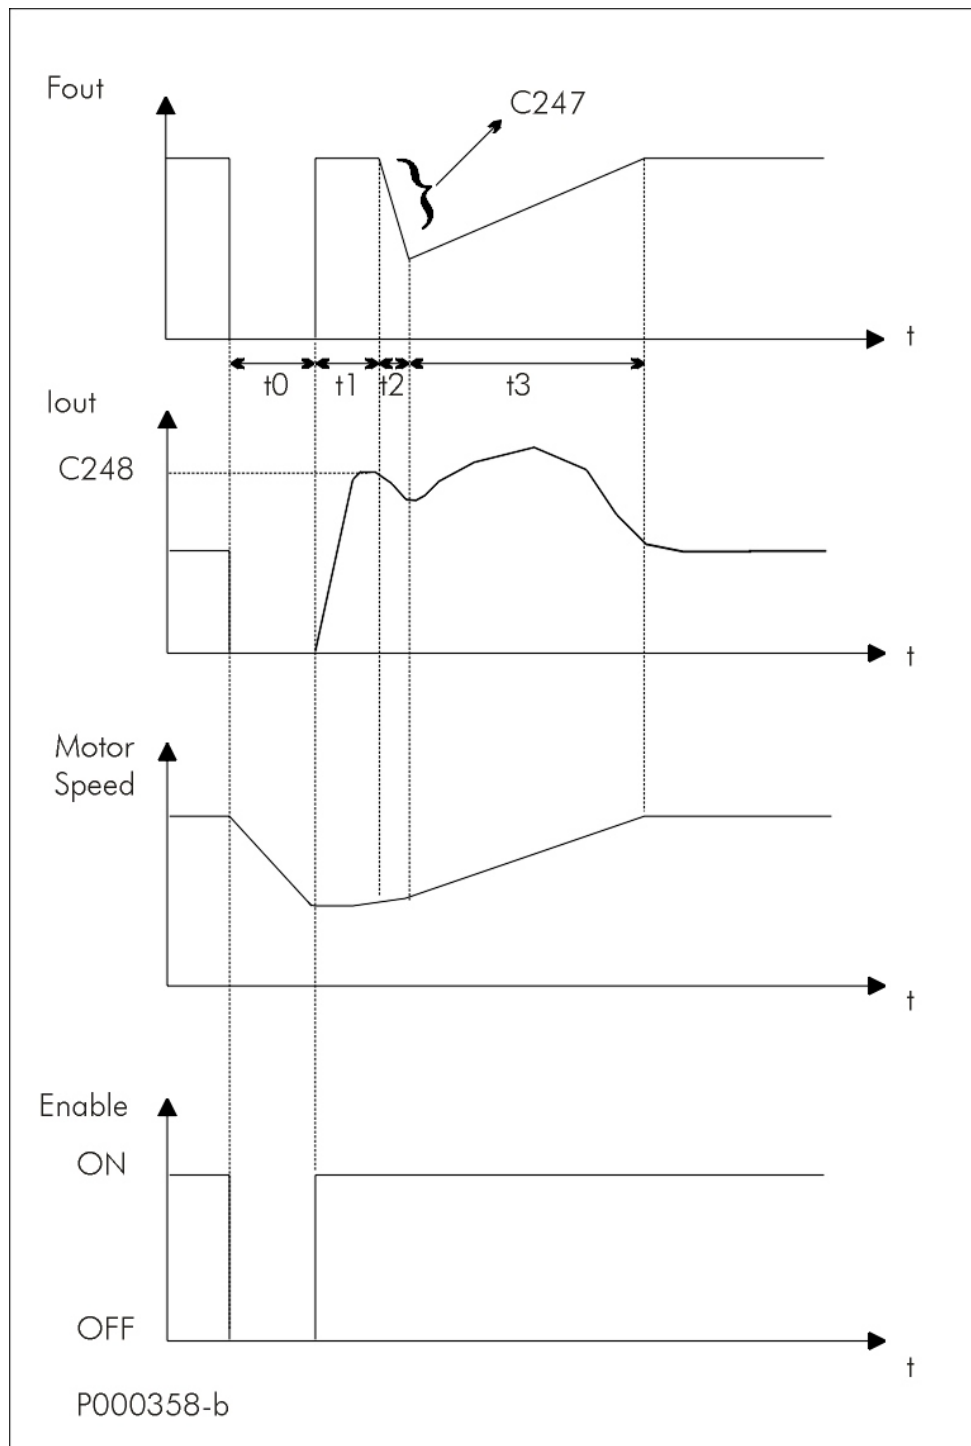 Fout
C247
t
t0 t1 t2 t3
Iout
C248
t
Motor
Speed
t
Enable
ON
OFF
t
P000358-b